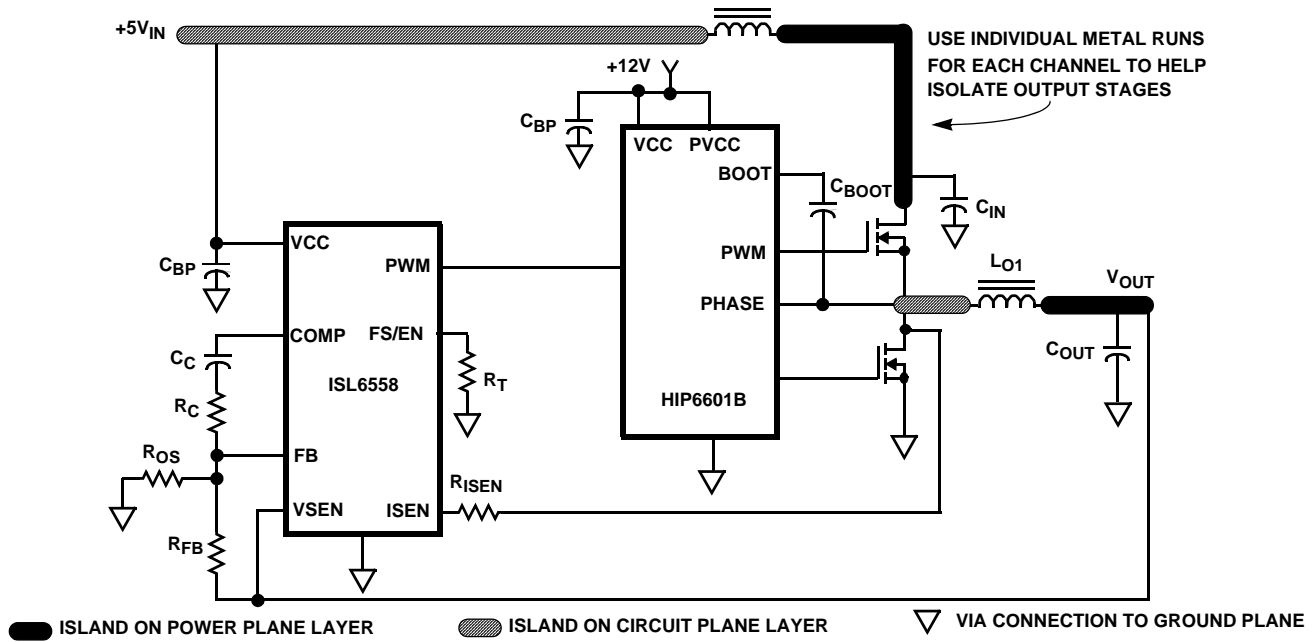 +5VIN
USE INDIVIDUAL METAL RUNS
FOR EACH CHANNEL TO HELP
ISOLATE OUTPUT STAGES
+12V
CBP
VCC
PVCC
BOOT
CBOOT
CIN
PWM
LO1
VOUT
PHASE
COUT
HIP6601B
VCC
CBP
PWM
COMP
FS/EN
CC
ISL6558
RT
RC
ROS
FB
RISEN
VSEN
ISEN
RFB
ISLAND ON POWER PLANE LAYER
ISLAND ON CIRCUIT PLANE LAYER
VIA CONNECTION TO GROUND PLANE